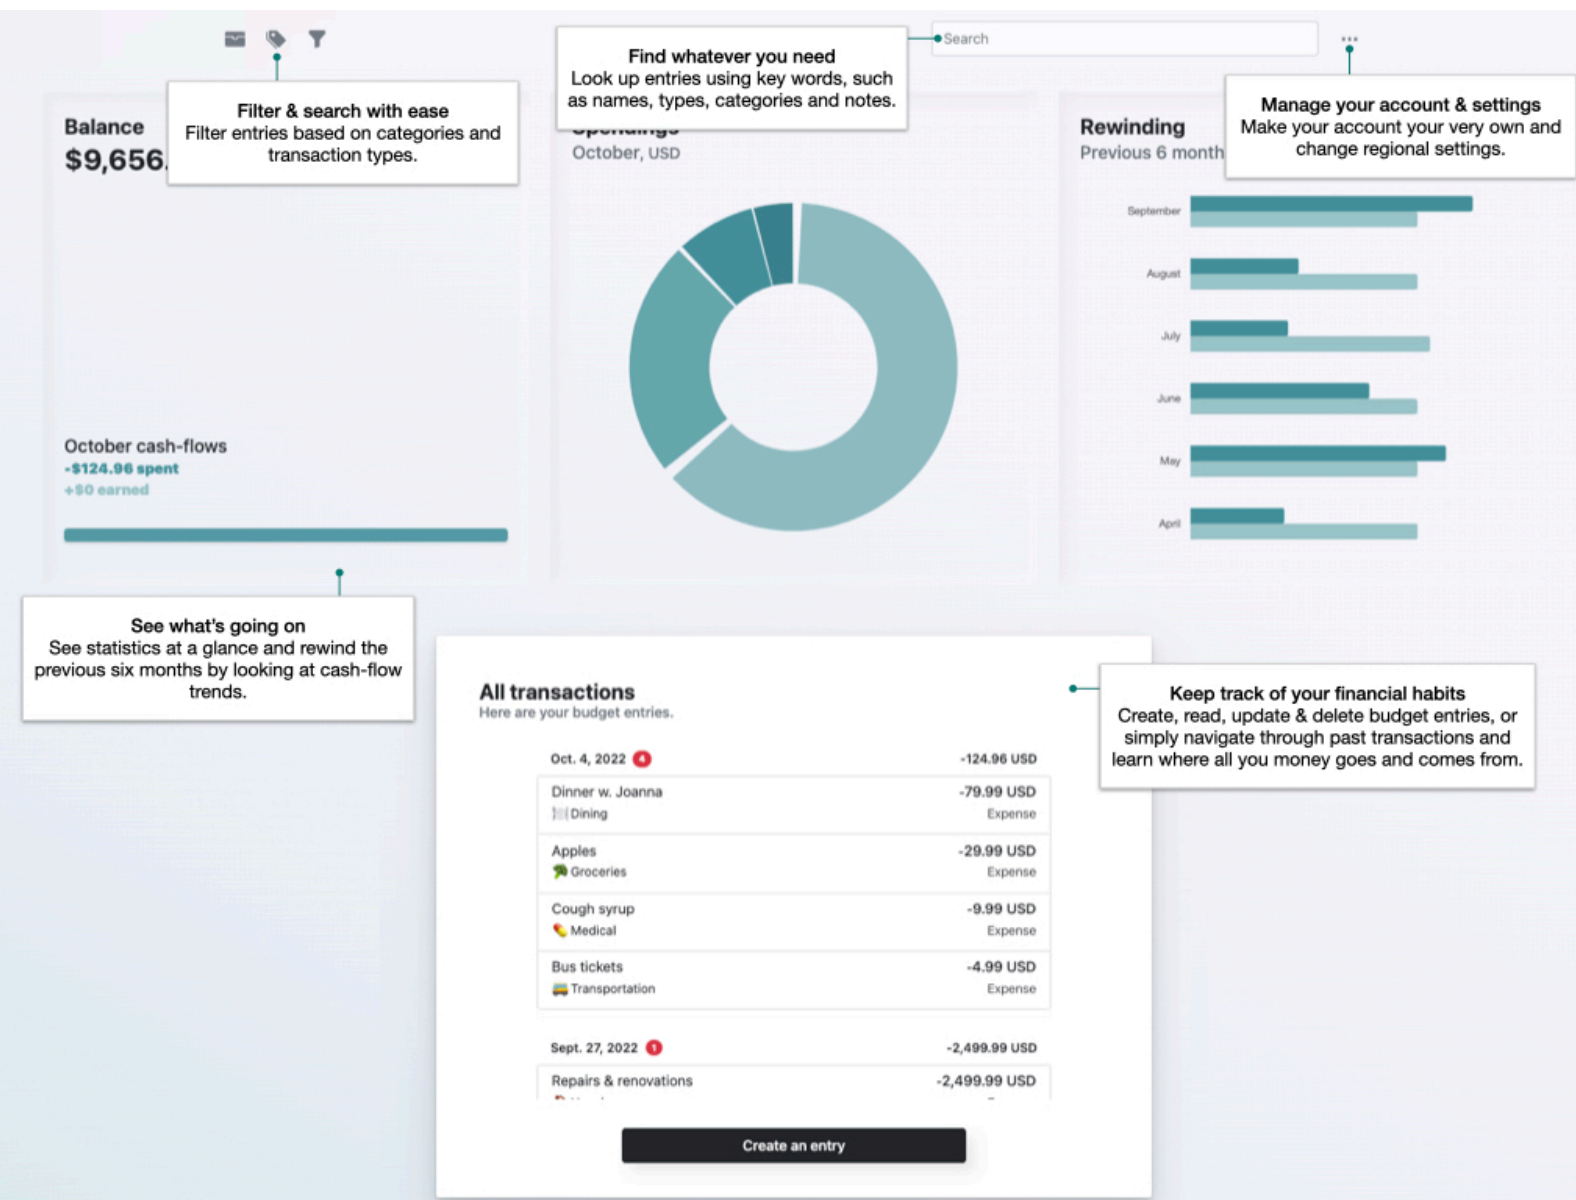 Search
Find whatever you need
Look up entries using key words, such
as names, types, categories and notes.
Filter & search with ease
Filter entries based on categories and
transaction types.
Manage your account & settings
Make your account your very own and
change regional settings.
Balance
$9,656.
October cash-flows
-$124.96 spent
+$0 earned
Spendings
October, USD
Rewinding
Previous 6 month
September
August
July
June
May
April
See what's going on
See statistics at a glance and rewind the
previous six months by looking at cash-flow
trends.
All transactions
Here are your budget entries.
Keep track of your financial habits
Create, read, update & delete budget entries, or
simply navigate through past transactions and
learn where all you money goes and comes from.
Oct. 4, 2022 4 -124.96 USD
Dinner w. Joanna -79.99 USD
Dining Expense
Apples -29.99 USD
Groceries Expense
Cough syrup -9.99 USD
Medical Expense
Bus tickets -4.99 USD
Transportation Expense
Sept. 27, 2022 1 -2,499.99 USD
Repairs & renovations -2,499.99 USD
Create an entry